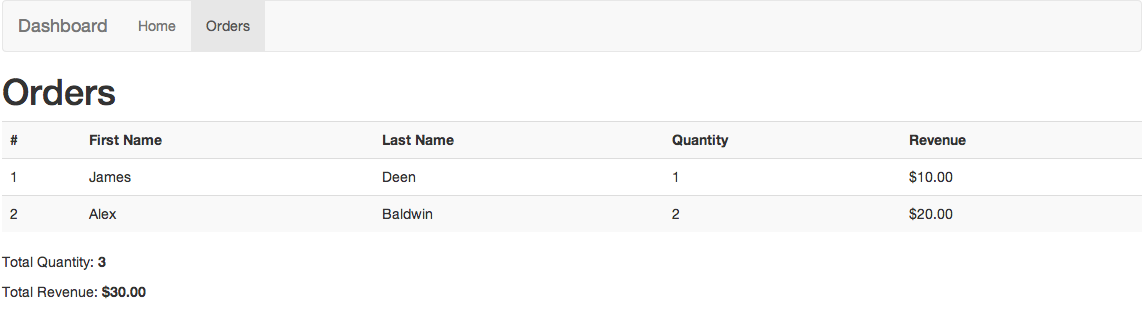 Dashboard Home Orders
Orders
# First Name Last Name Quantity Revenue
1 James Deen 1 $10.00
2 Alex Baldwin 2 $20.00
Total Quantity: 3
Total Revenue: $30.00